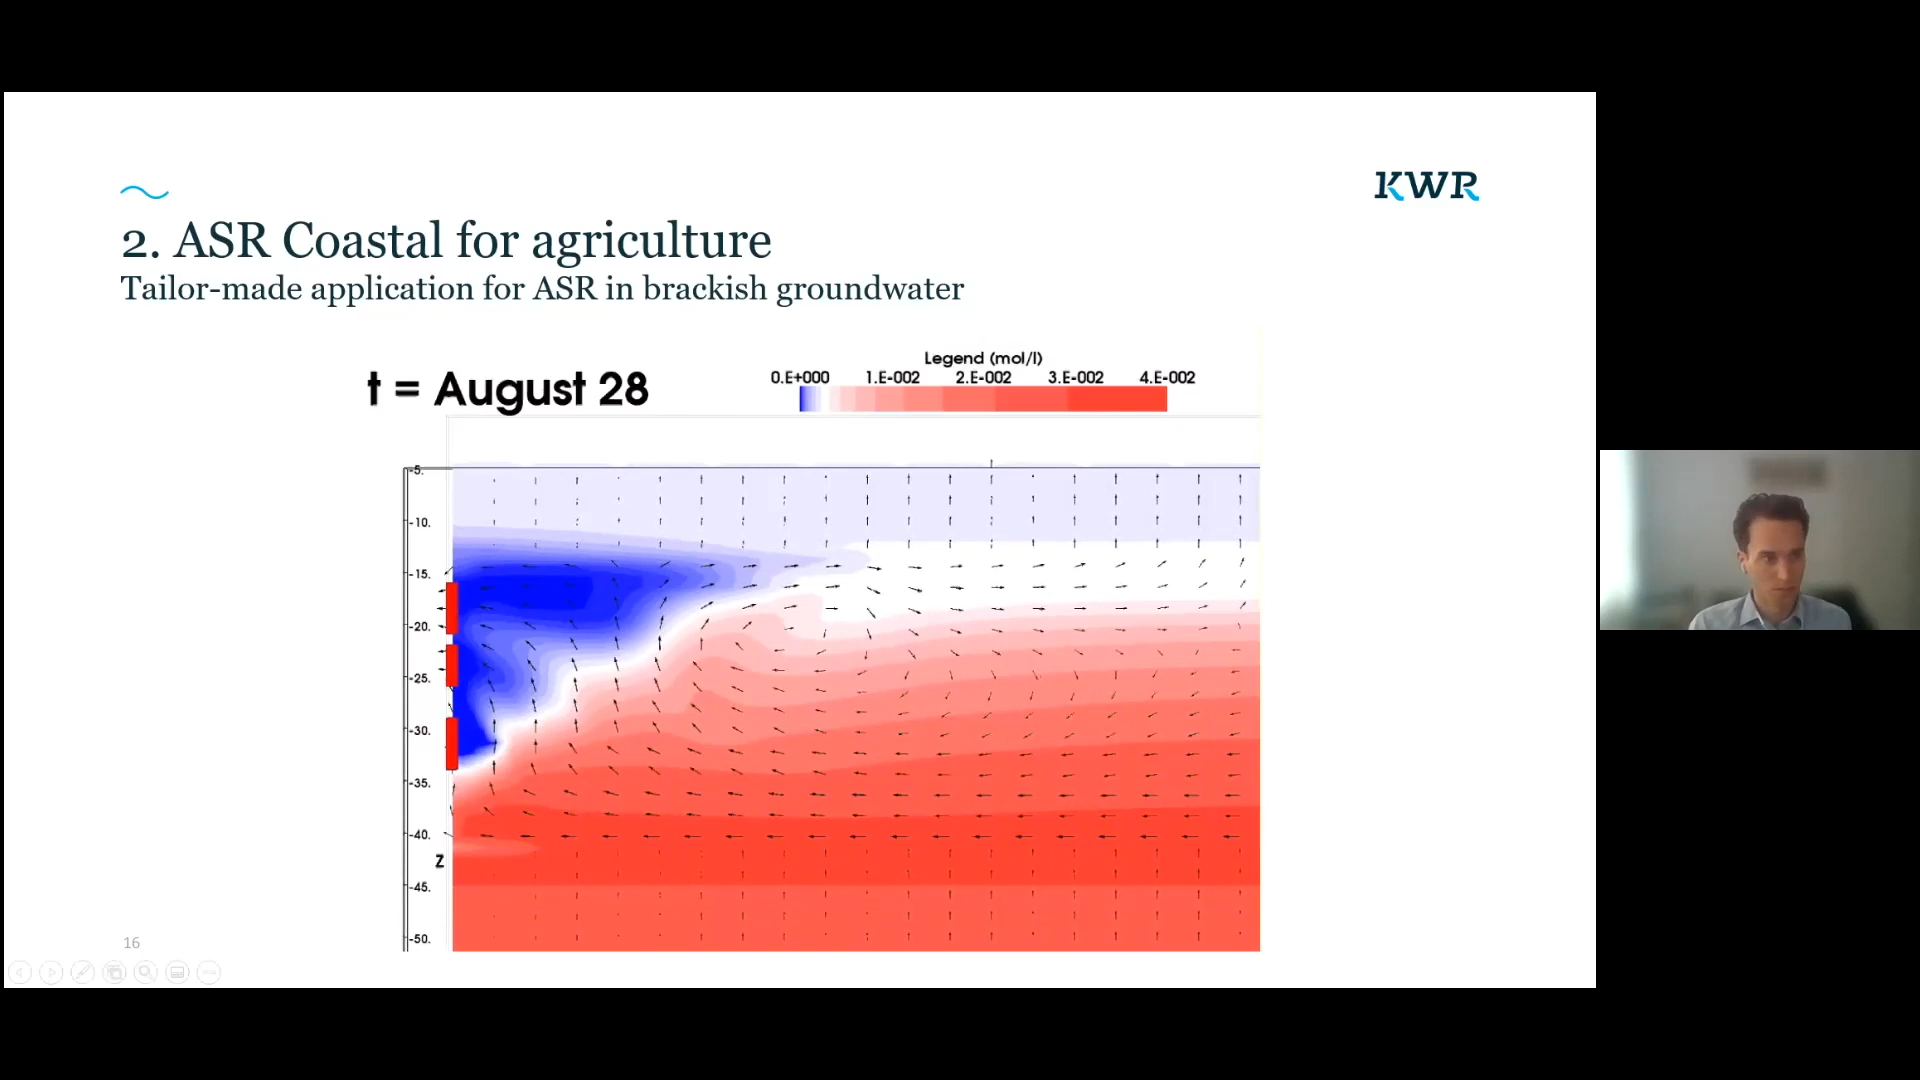 KWR
2. ASR Coastal for agriculture
Tailor-made application for ASR in brackish groundwater
Legend (mol/l)
t = August 28
0.E+000 1.E-002 2.E-002 3.E-002 4.E-002
-5.
-10.
-15.
-20.
-25.
-30.
-35.
-40.
Z
-45.
-50.
16